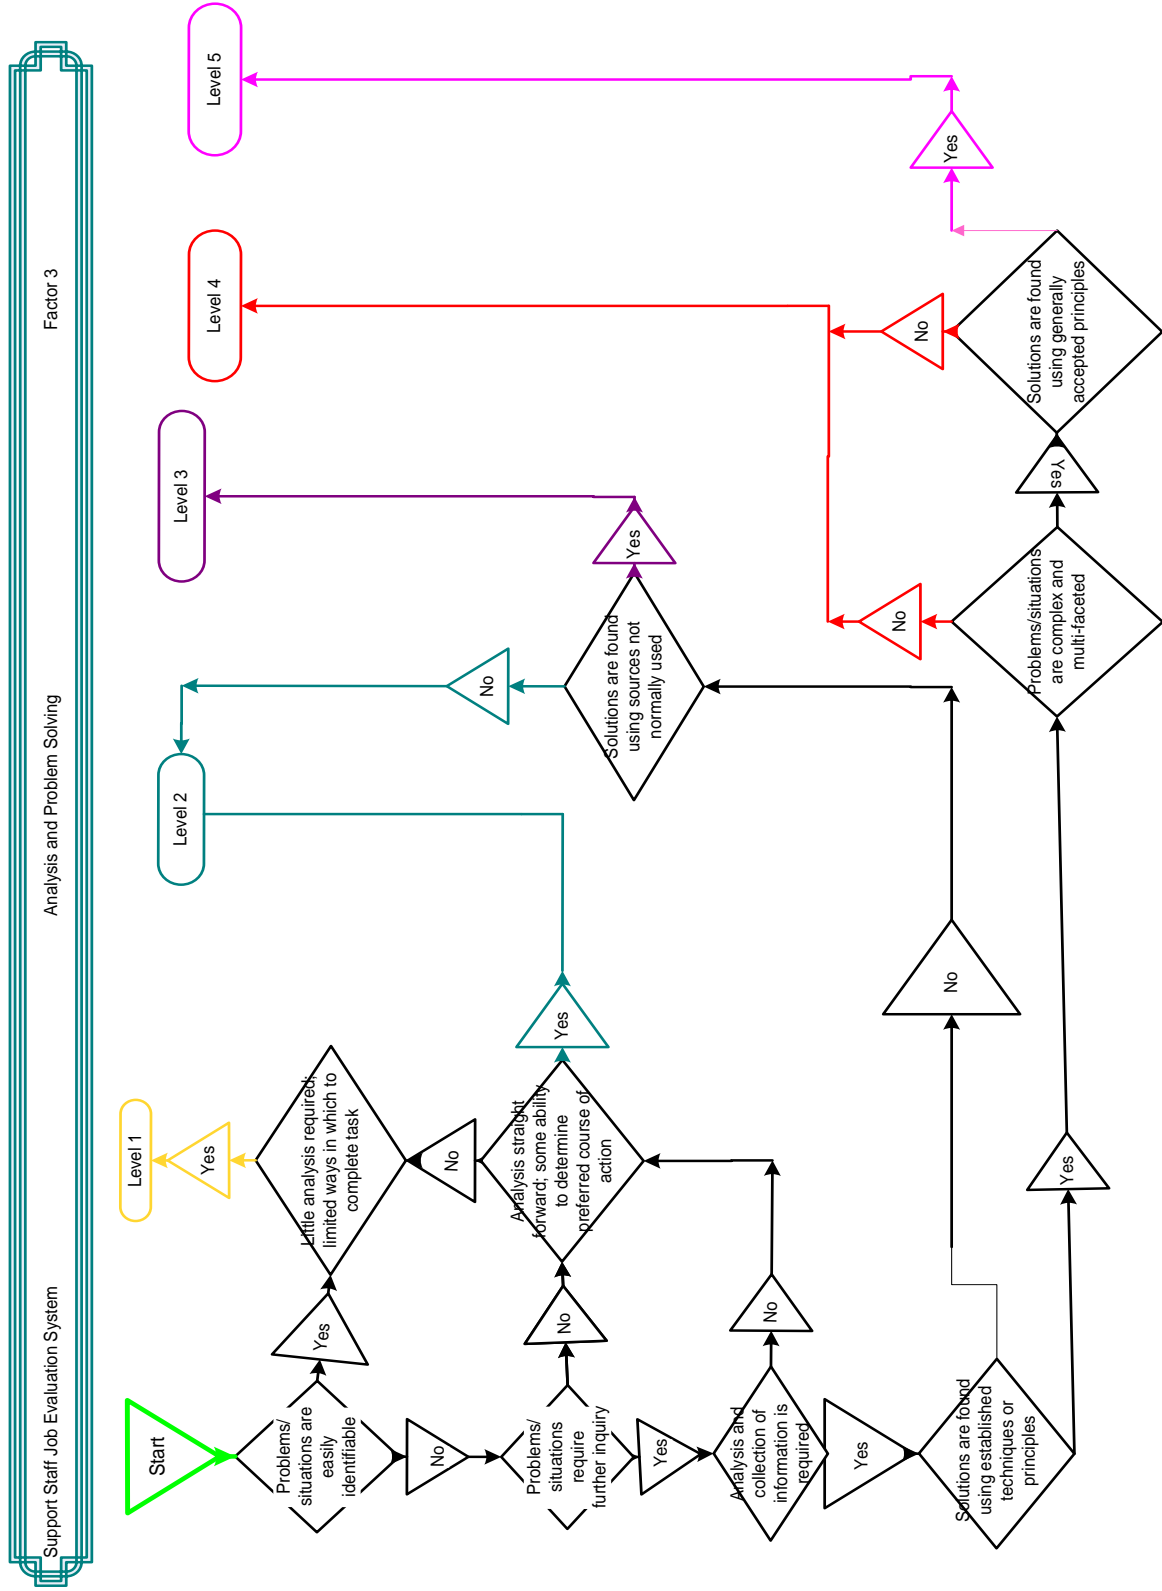 Support Staff Job Evaluation System
Analysis and Problem Solving
Factor 3
Start
Problems/
situations are
easily
identifiable
Yes
Little analysis required;
limited ways in which to
complete task
Yes
Level 1
No
Problems/
situations
require
further inquiry
No
Analysis straight
forward; some ability
to determine
preferred course of
action
No
Yes
Level 2
Yes
Analysis and
collection of
information is
required
No
Yes
Solutions are found
using established
techniques or
principles
No
Solutions are found
using sources not
normally used
No
Yes
Level 3
Yes
Problems/situations
are complex and
multi-faceted
No
Yes
Solutions are found
using generally
accepted principles
No
Level 4
Yes
Level 5